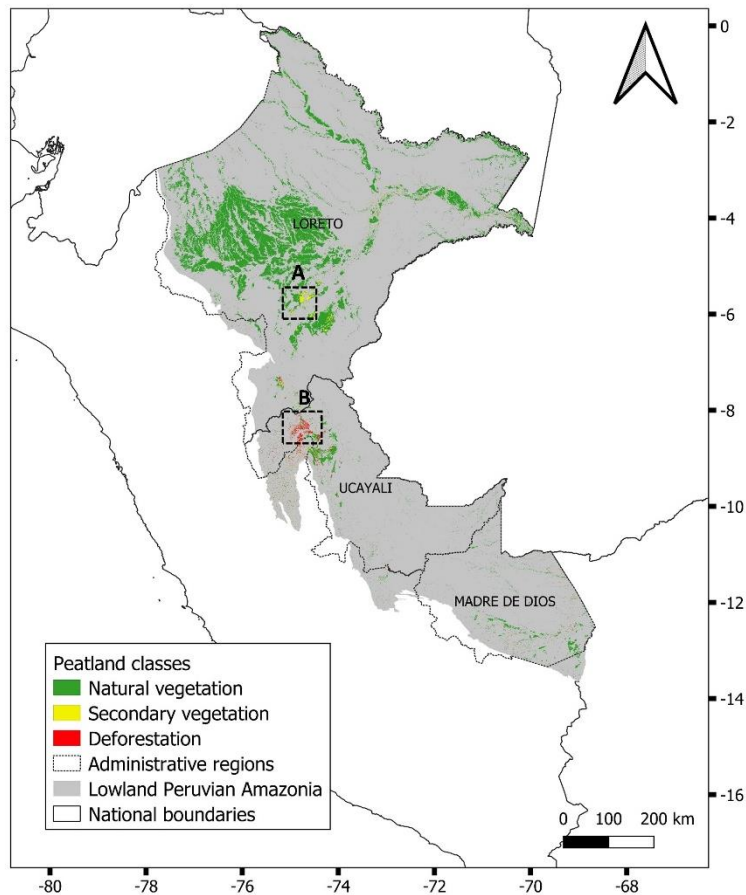 0
-2
-4
-6
-8
-10
-12
-14
-16
LORETO
A
B
UCAYALI
MADRE DE DIOS
Peatland classes
Natural vegetation
Secondary vegetation
Deforestation
Administrative regions
Lowland Peruvian Amazonia
National boundaries
0 100 200 km
-80 -78 -76 -74 -72 -70 -68